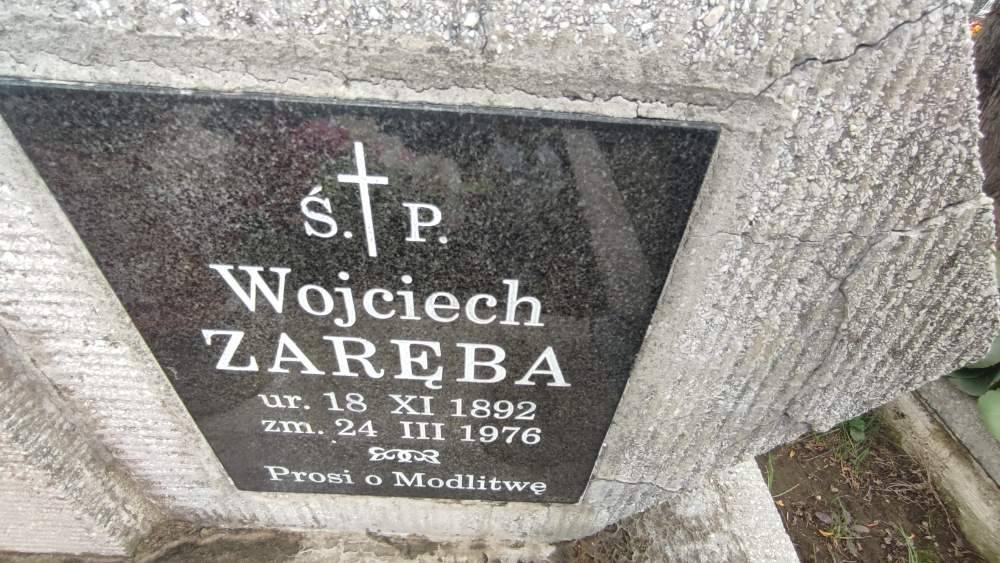 Ś. P.
Wojciech
ZARĘBA
ur. 18 XI 1892
zm. 24 III 1976
Prosi o Modlitwę